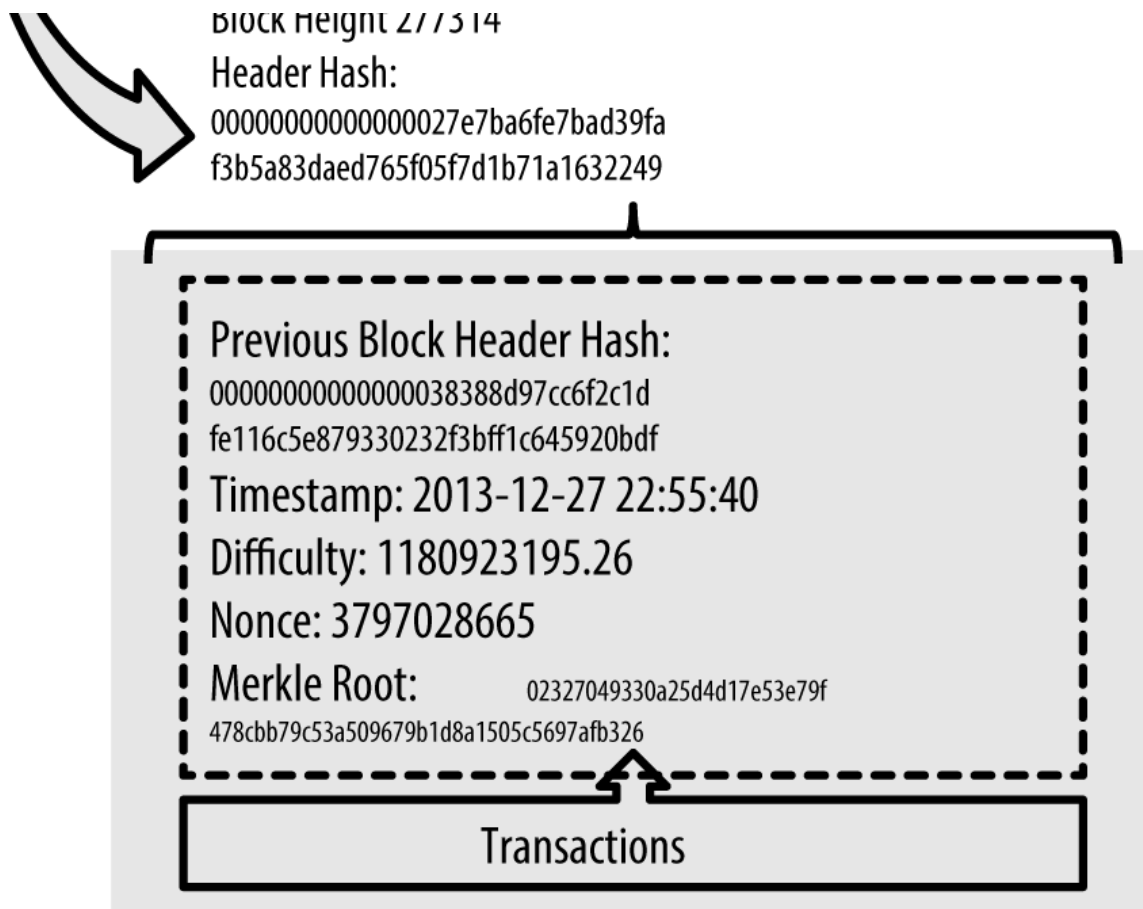 Block Height 277314
Header Hash:
00000000000000027e7ba6fe7bad39fa
f3b5a83daed765f05f7d1b71a1632249
Previous Block Header Hash:
00000000000000038388d97cc6f2c1d
fe116c5e879330232f3bff1c645920bdf
Timestamp: 2013-12-27 22:55:40
Difficulty: 1180923195.26
Nonce: 3797028665
Merkle Root: 02327049330a25d4d17e53e79f
478cbb79c53a509679b1d8a1505c5697afb326
Transactions